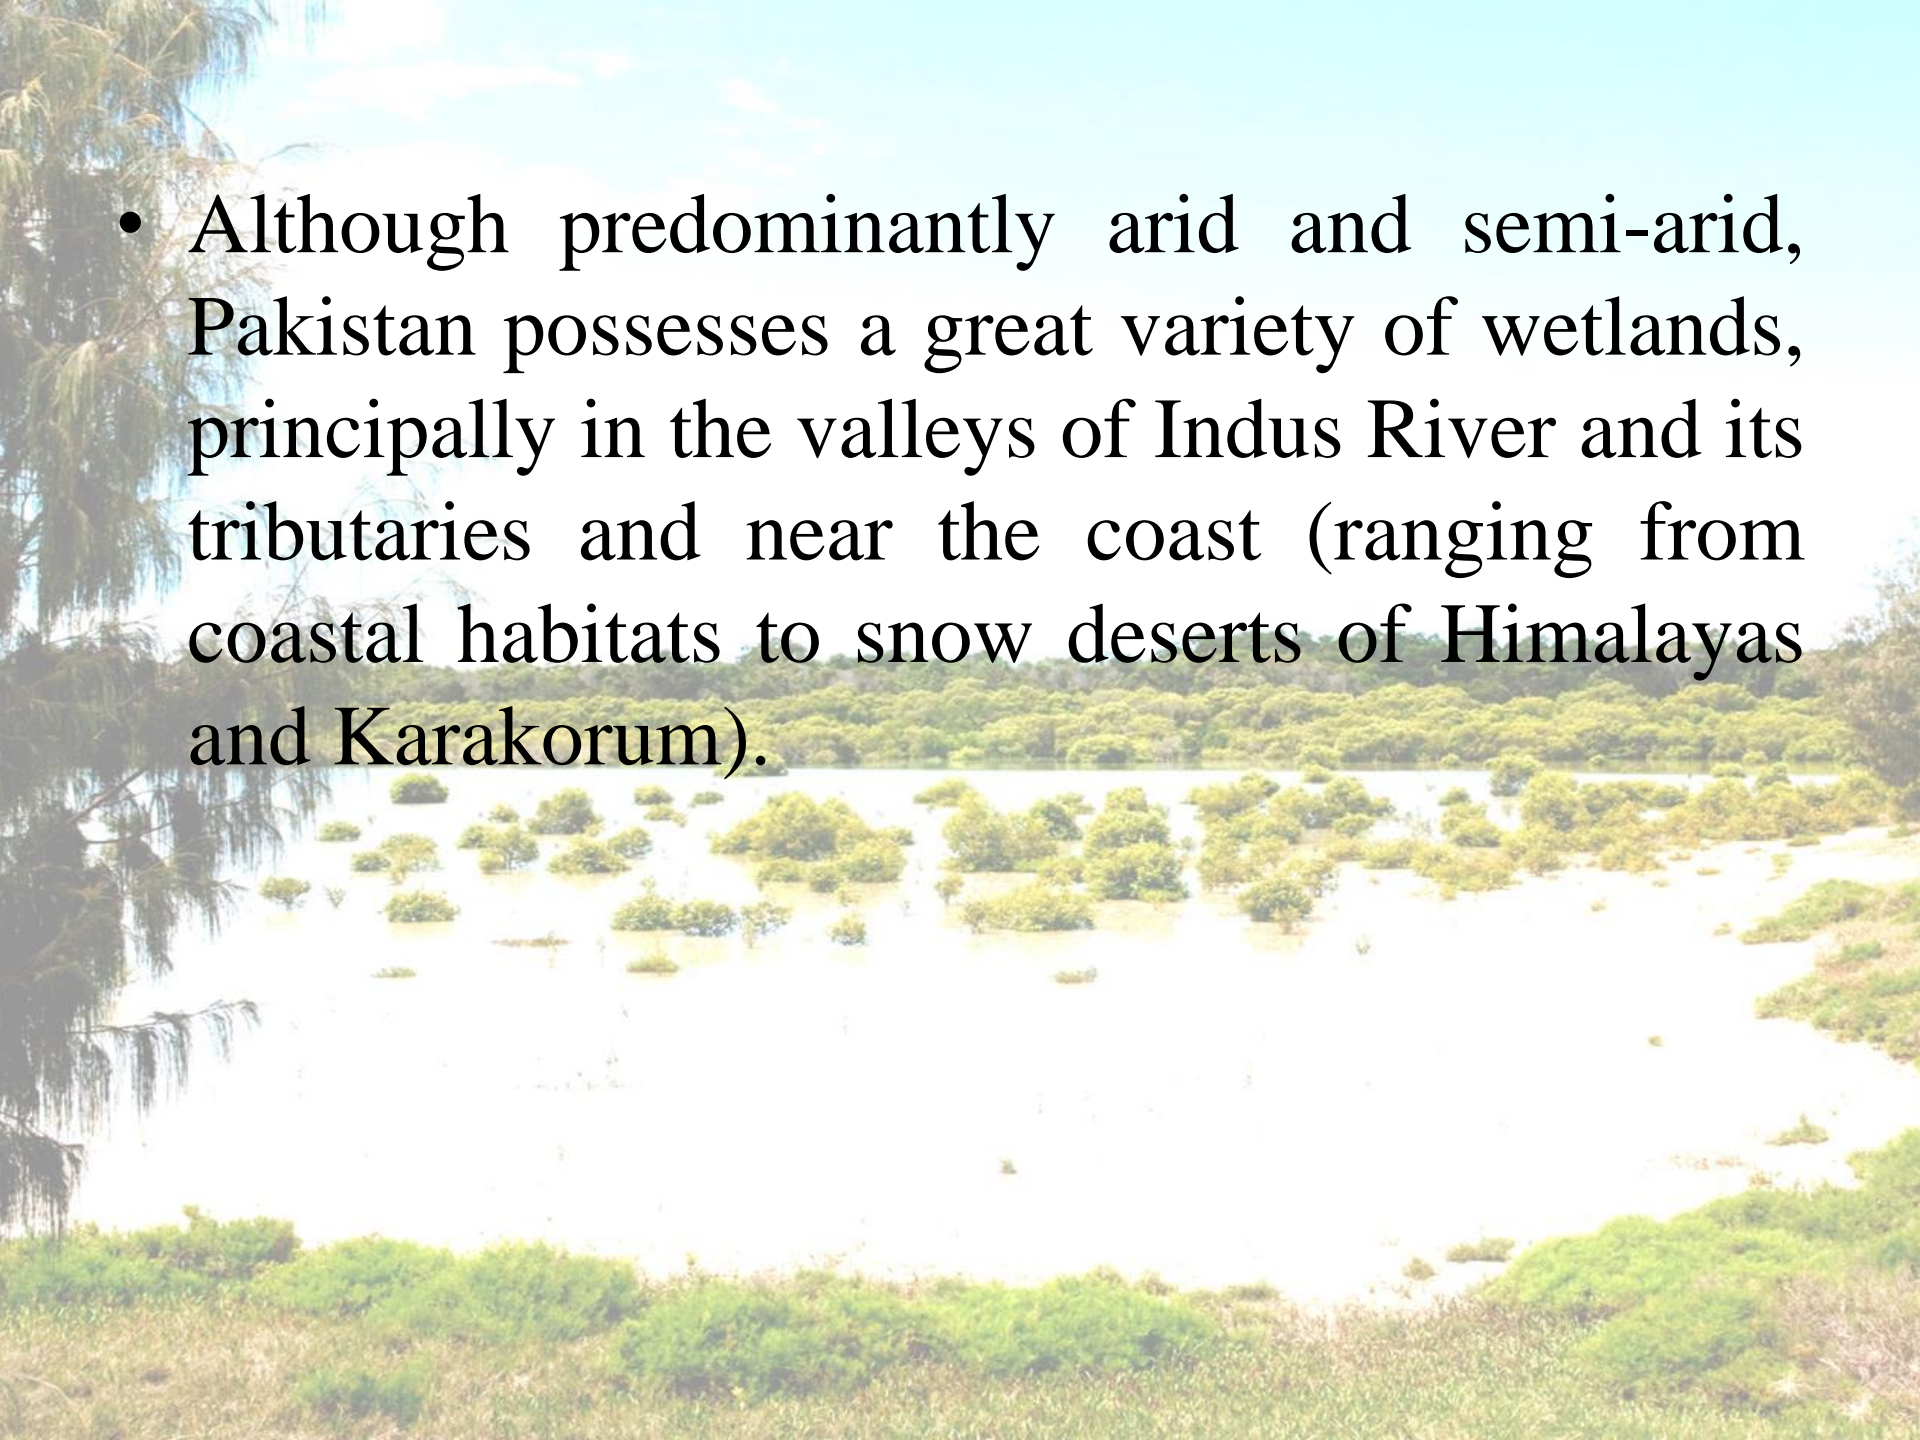 • Although predominantly arid and semi-arid,
Pakistan possesses a great variety of wetlands,
principally in the valleys of Indus River and its
tributaries and near the coast (ranging from
coastal habitats to snow deserts of Himalayas
and Karakorum).